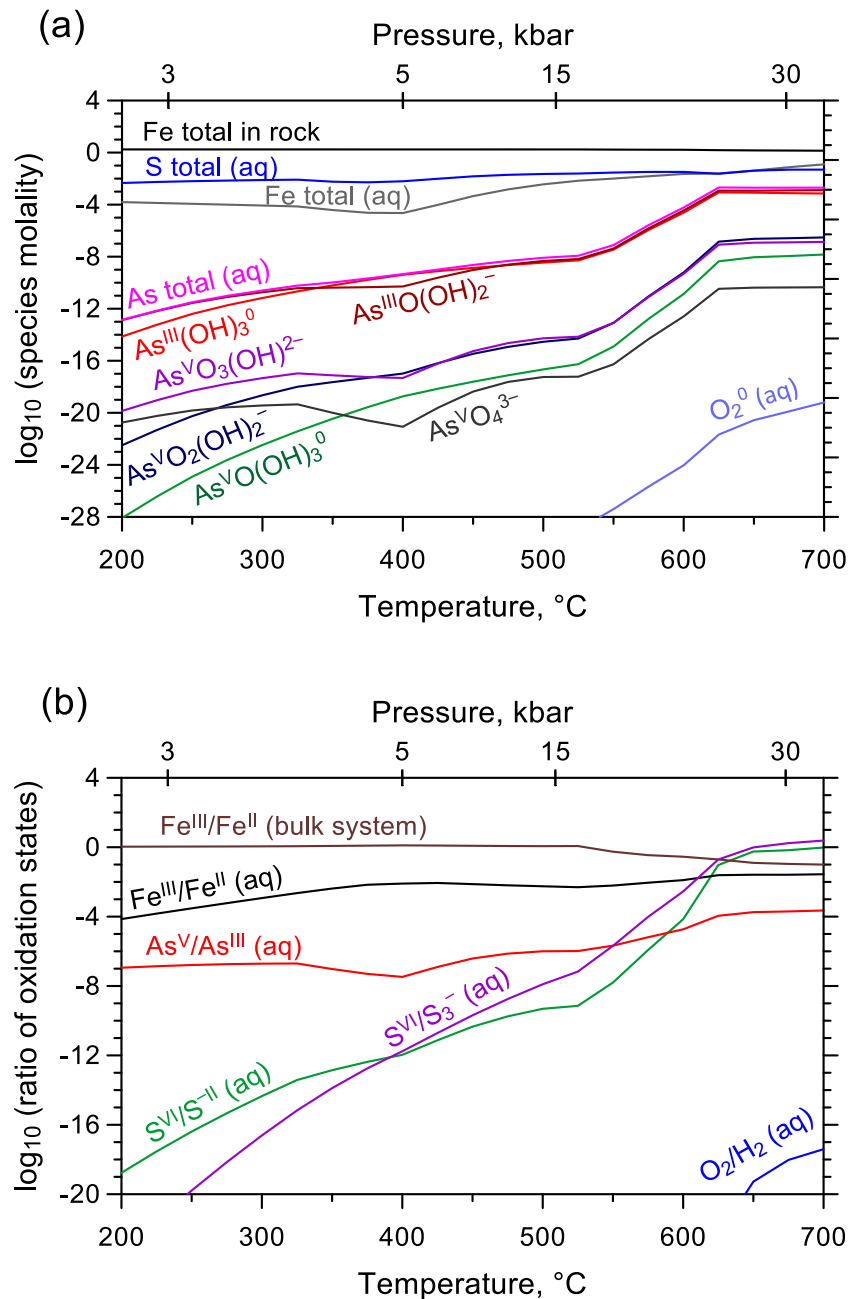 (a)
Pressure, kbar
3 5 15 30
4
0
-4
-8
-12
-16
-20
-24
-28
log₁₀ (species molality)
Fe total in rock
S total (aq)
Fe total (aq)
As total (aq)
Asᴵᴵᴵ(OH)₃⁰
AsᴵᴵᴵO(OH)₂⁻
AsⱽO₃(OH)²⁻
AsⱽO₂(OH)₂⁻
AsⱽO(OH)₃⁰
AsⱽO₄³⁻
O₂⁰ (aq)
200 300 400 500 600 700
Temperature, °C
(b)
Pressure, kbar
3 5 15 30
4
0
-4
-8
-12
-16
-20
log₁₀ (ratio of oxidation states)
Feᴵᴵᴵ/Feᴵᴵ (bulk system)
Feᴵᴵᴵ/Feᴵᴵ (aq)
Asⱽ/Asᴵᴵᴵ (aq)
Sⱽᴵ/S₃⁻ (aq)
Sⱽᴵ/S⁻ᴵᴵ (aq)
O₂/H₂ (aq)
200 300 400 500 600 700
Temperature, °C